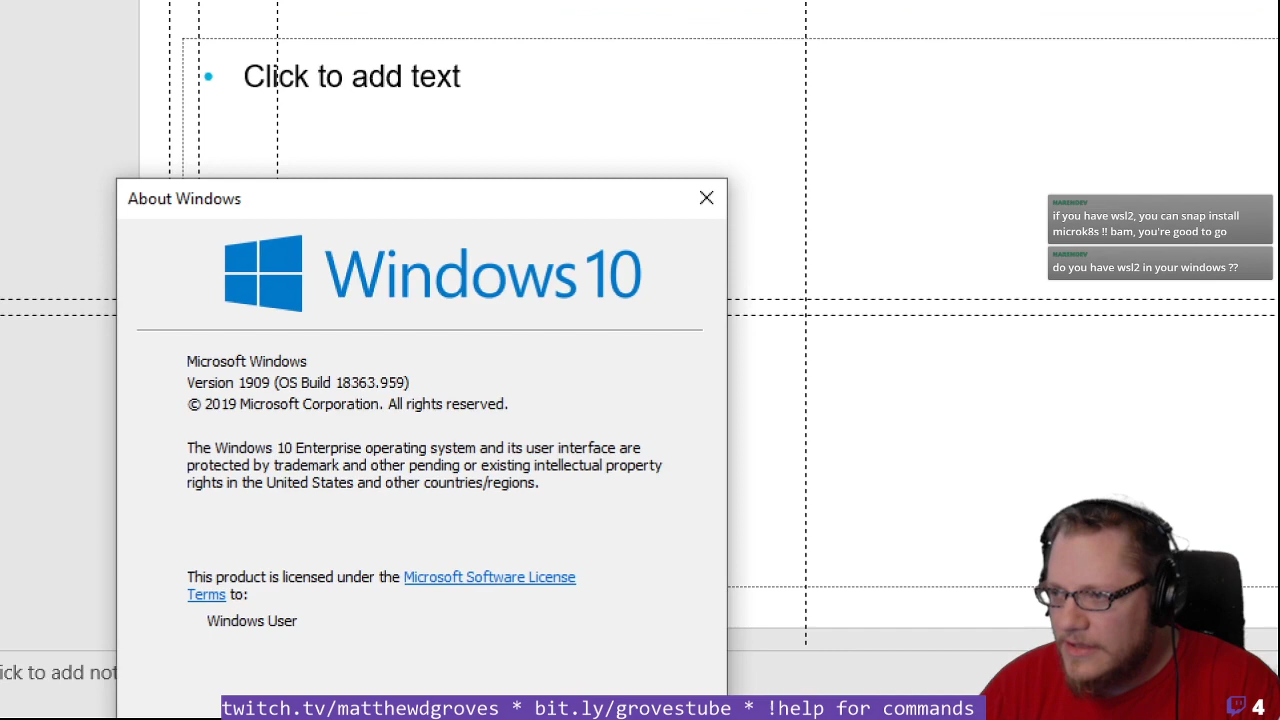 • Click to add text
About Windows
Windows 10
HARENDEV
if you have wsl2, you can snap install
microk8s !! bam, you're good to go
HARENDEV
do you have wsl2 in your windows ??
Microsoft Windows
Version 1909 (OS Build 18363.959)
© 2019 Microsoft Corporation. All rights reserved.
The Windows 10 Enterprise operating system and its user interface are
protected by trademark and other pending or existing intellectual property
rights in the United States and other countries/regions.
This product is licensed under the Microsoft Software License
Terms to:
Windows User
ick to add not
twitch.tv/matthewdgroves * bit.ly/grovestube * !help for commands
4